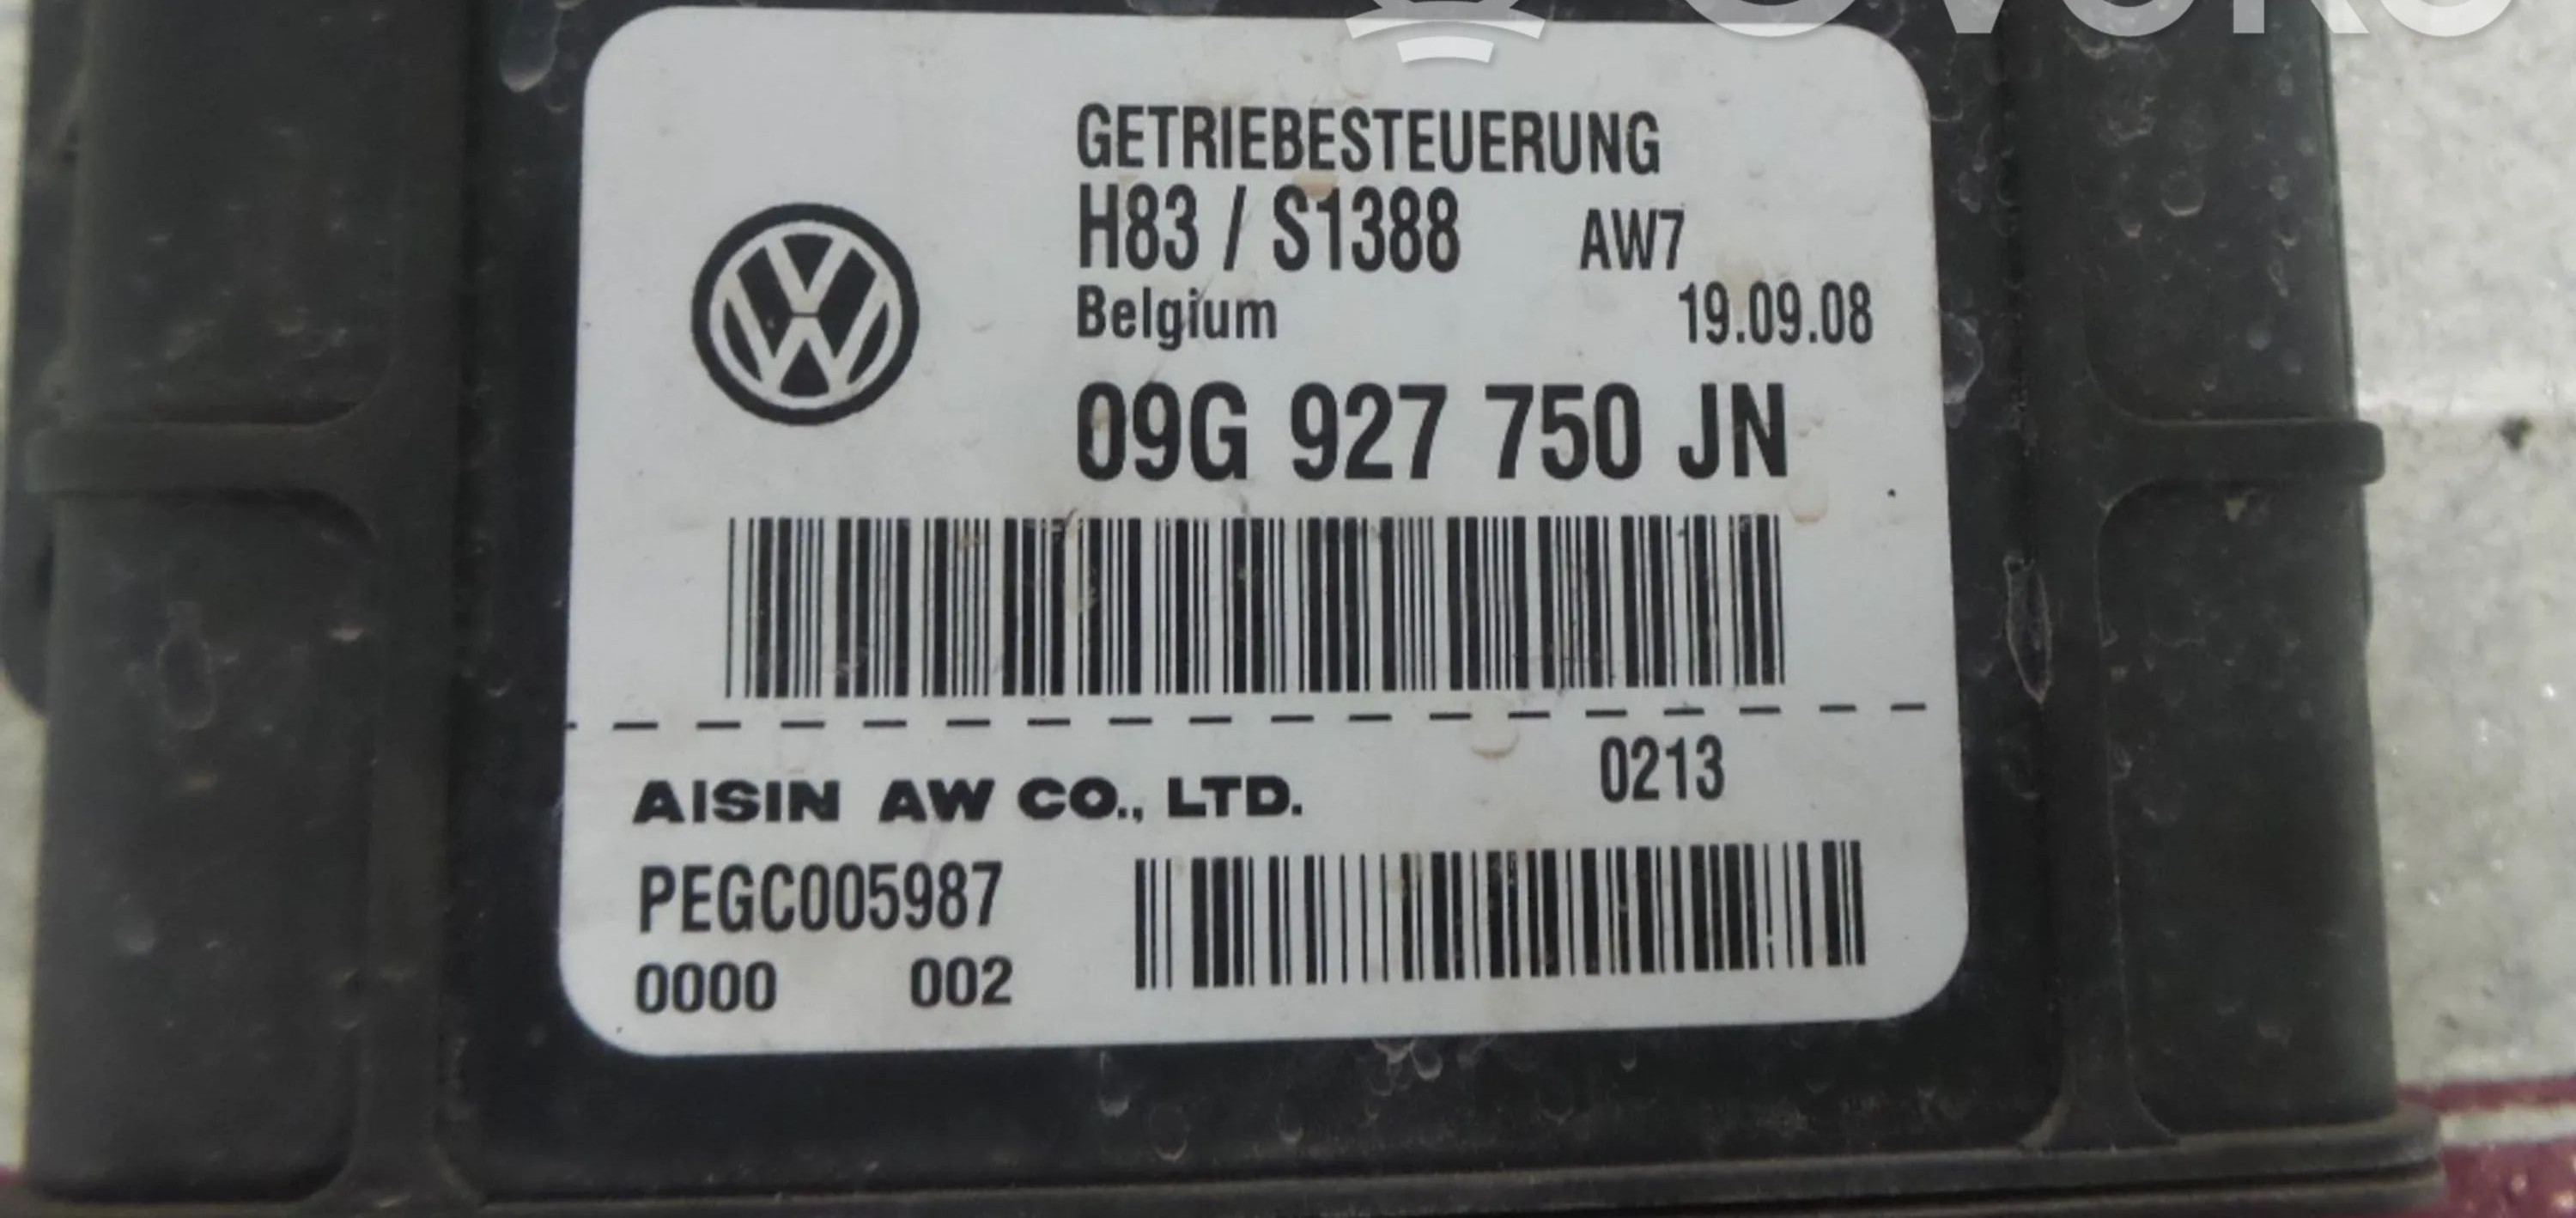 GETRIEBESTEUERUNG
H83 / S1388 AW7
Belgium 19.09.08
09G 927 750 JN
0213
AISIN AW CO., LTD.
PEGC005987
0000 002